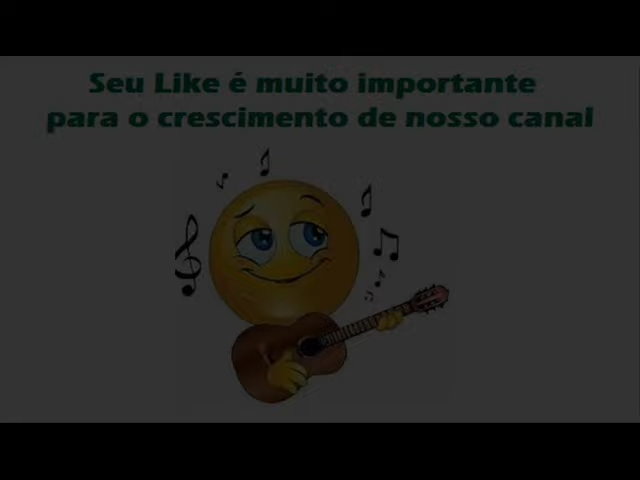 Seu Like é muito importante
para o crescimento de nosso canal